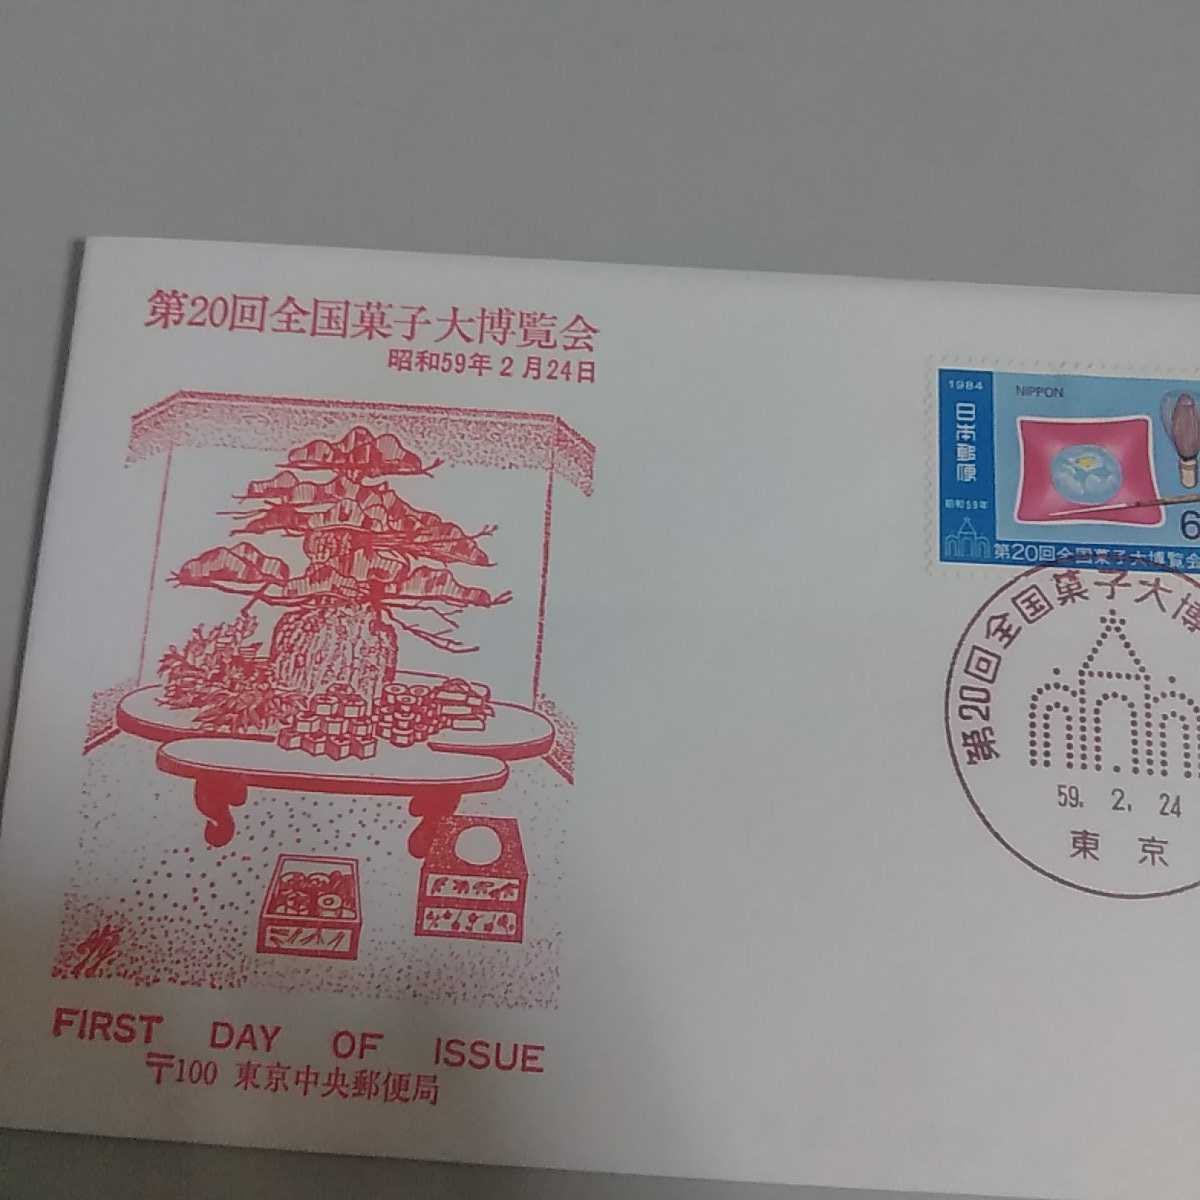 第20回全国菓子大博覧会
昭和59年2月24日
FIRST DAY OF ISSUE
〒100 東京中央郵便局
1984
NIPPON
日本郵便
昭和59年
6
第20回全国菓子大博覧会
第20回全国菓子大博
59. 2. 24
東京